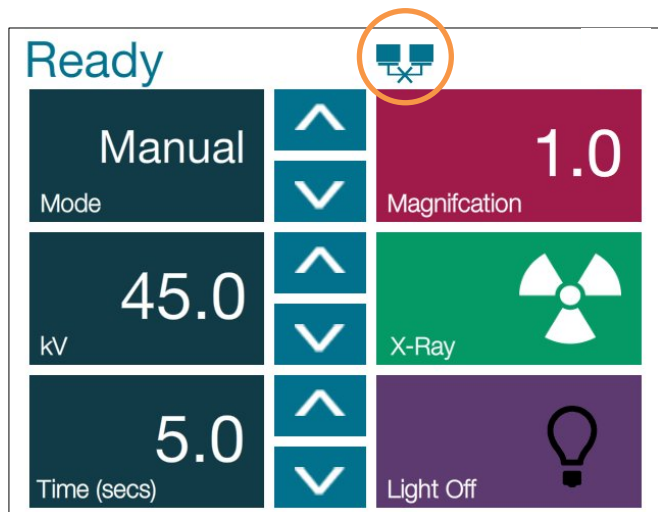 Ready
Manual
Mode
1.0
Magnifcation
45.0
kV
X-Ray
5.0
Time (secs)
Light Off